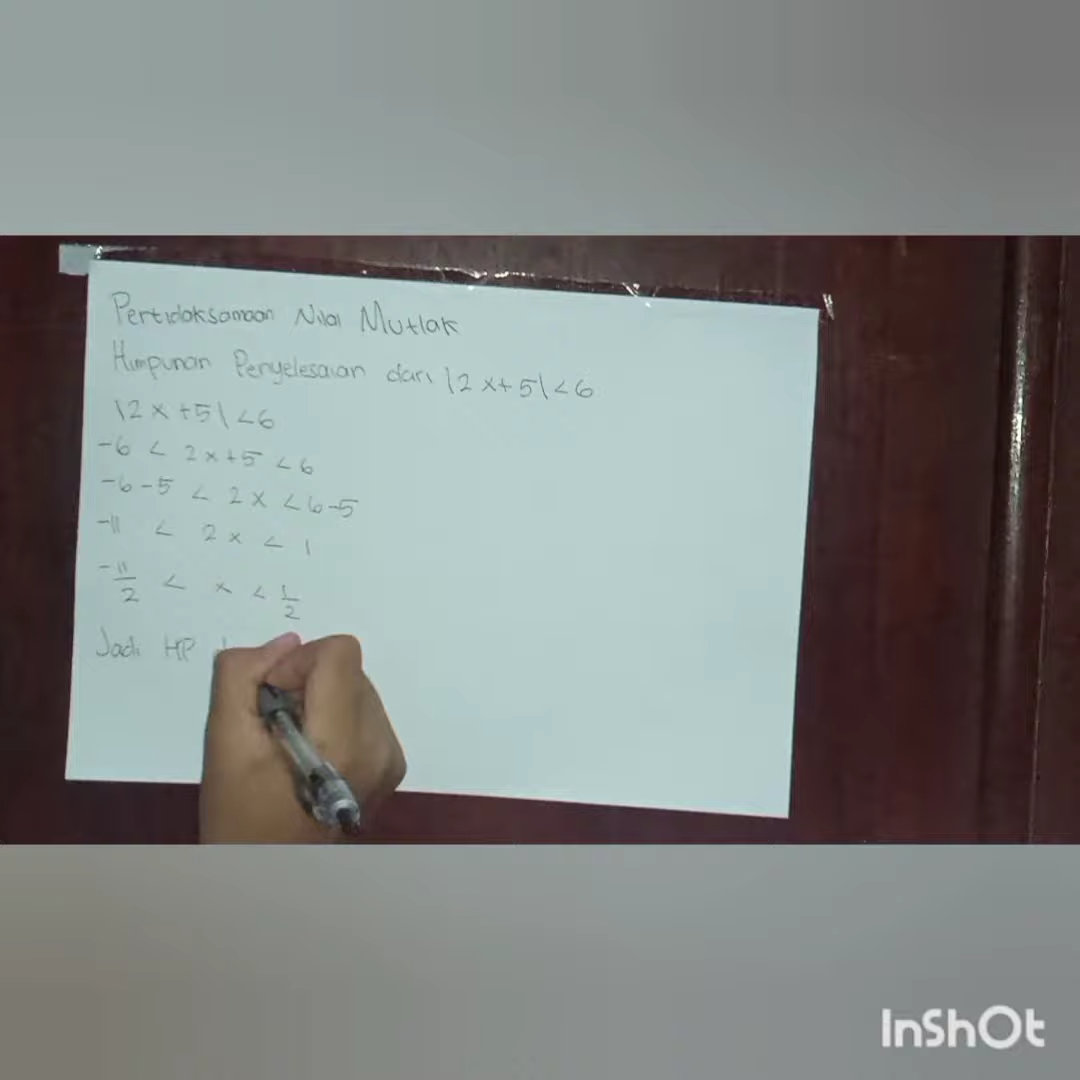 Pertidaksamaan Nilai Mutlak
Himpunan Penyelesaian dari |2x+5|<6
|2x+5|<6
-6 < 2x+5 < 6
-6-5 < 2x < 6-5
-11 < 2x < 1
-11/2 < x < 1/2
Jadi HP
InShOt